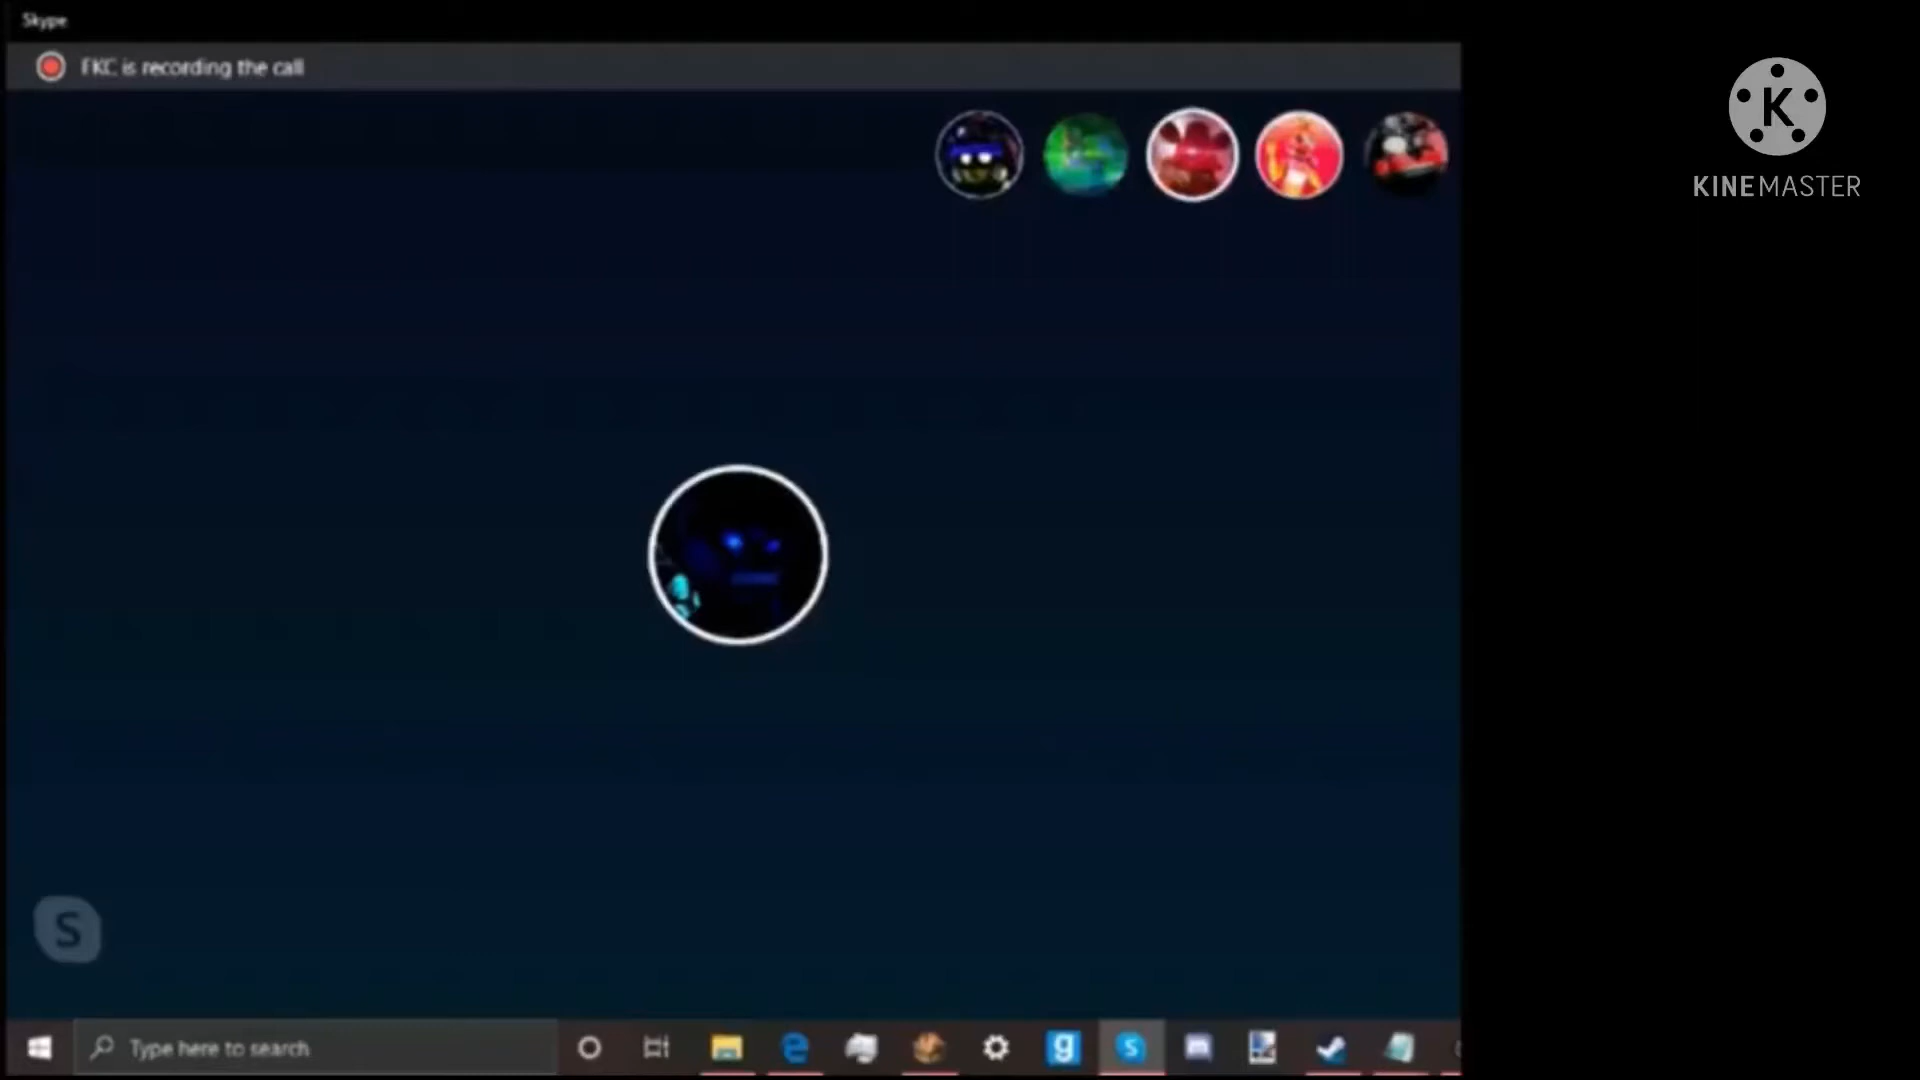 Skype
FKC is recording the call
K
KINEMASTER
S
Type here to search
g
S